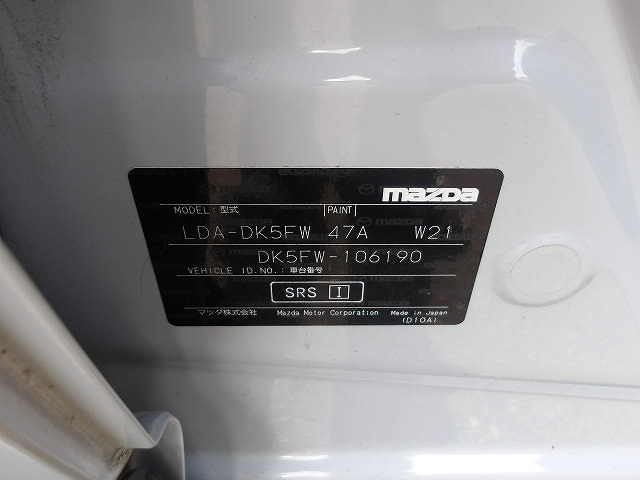 mazda
MODEL: 型式 PAINT
LDA-DK5FW 47A W21
DK5FW-106190
VEHICLE ID.NO.: 車台番号
SRS I
マツダ株式会社 Mazda Motor Corporation Made in Japan
(D10A)